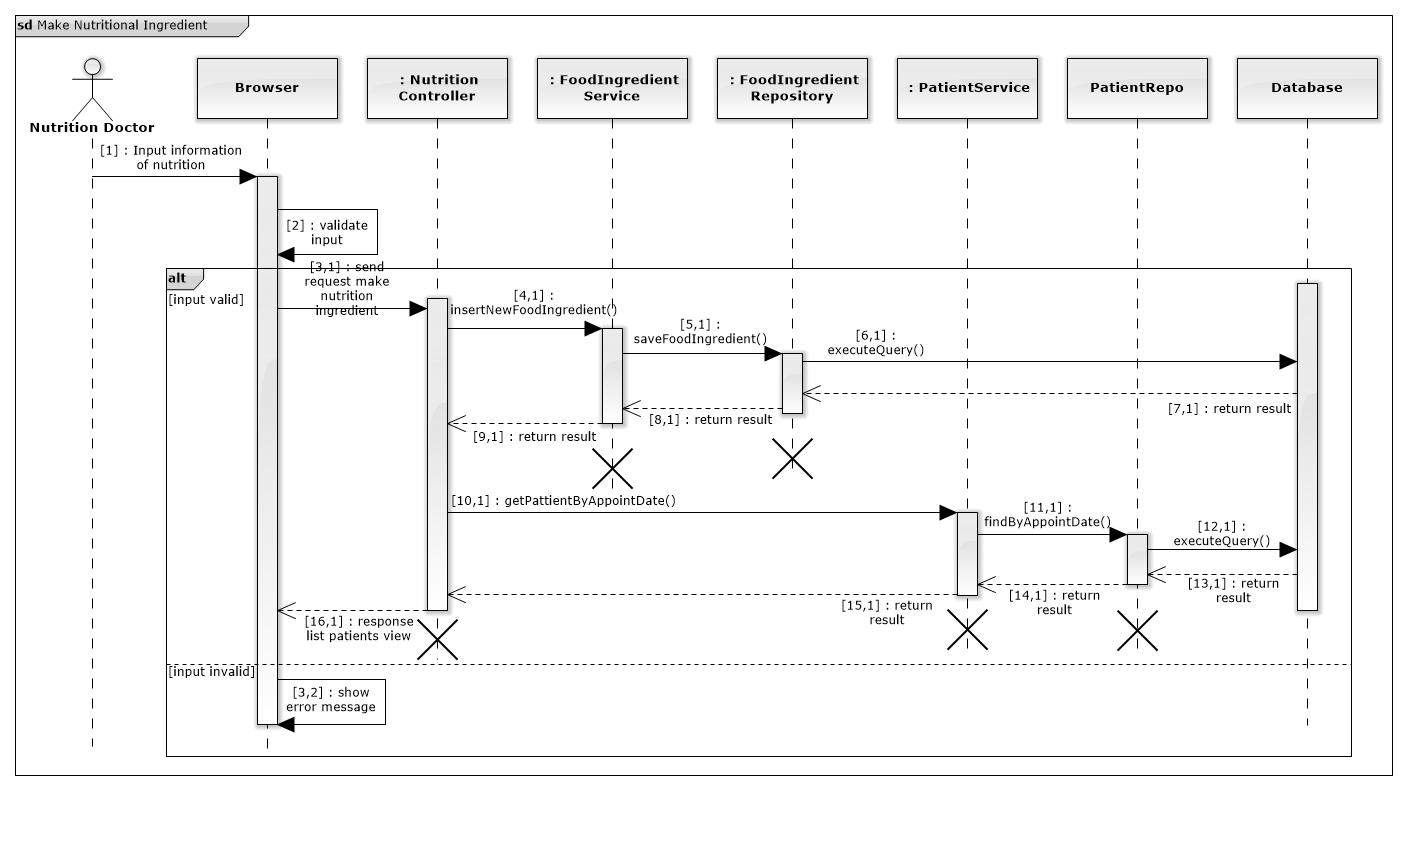 sd Make Nutritional Ingredient
Nutrition Doctor
Browser
: Nutrition
Controller
: FoodIngredient
Service
: FoodIngredient
Repository
: PatientService
PatientRepo
Database
[1] : Input information
of nutrition
[2] : validate
input
alt
[input valid]
[3,1] : send
request make
nutrition
ingredient
[4,1] :
insertNewFoodIngredient()
[5,1] :
saveFoodIngredient()
[6,1] :
executeQuery()
[7,1] : return result
[8,1] : return result
[9,1] : return result
[10,1] : getPattientByAppointDate()
[11,1] :
findByAppointDate()
[12,1] :
executeQuery()
[13,1] : return
result
[14,1] : return
result
[15,1] : return
result
[16,1] : response
list patients view
[input invalid]
[3,2] : show
error message